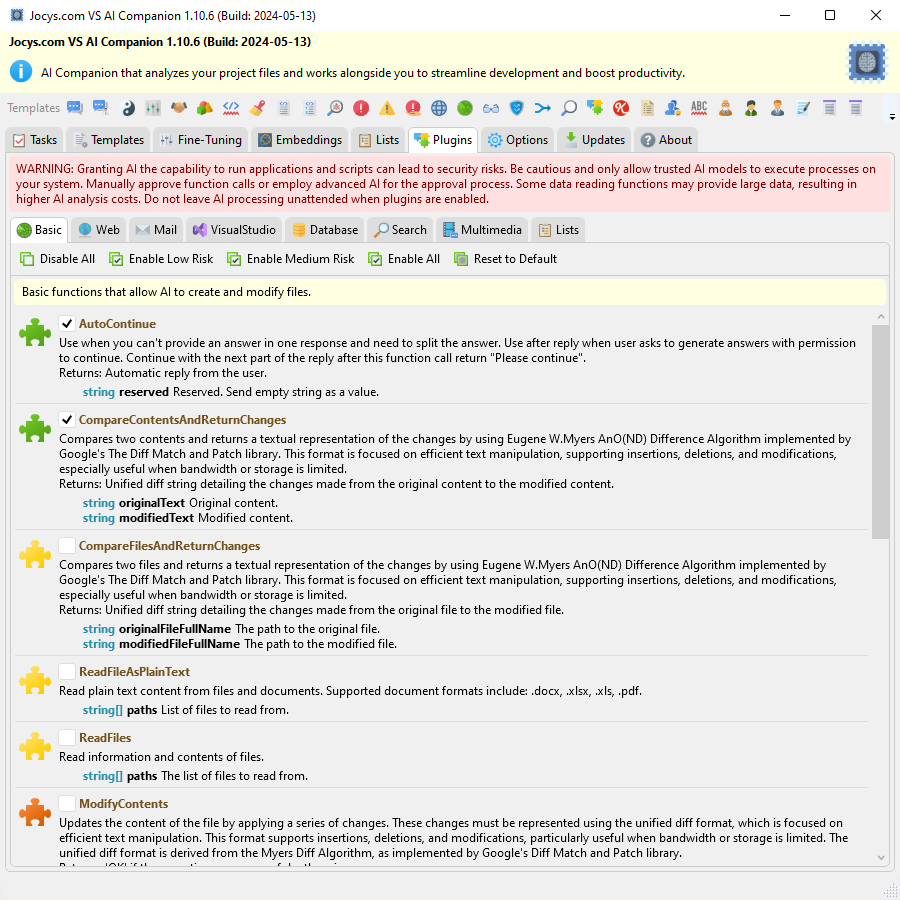 Jocys.com VS AI Companion 1.10.6 (Build: 2024-05-13)
Jocys.com VS AI Companion 1.10.6 (Build: 2024-05-13)
AI Companion that analyzes your project files and works alongside you to streamline development and boost productivity.
Templates
ABC
Tasks Templates Fine-Tuning Embeddings Lists Plugins Options Updates About
WARNING: Granting AI the capability to run applications and scripts can lead to security risks. Be cautious and only allow trusted AI models to execute processes on
your system. Manually approve function calls or employ advanced AI for the approval process. Some data reading functions may provide large data, resulting in
higher AI analysis costs. Do not leave AI processing unattended when plugins are enabled.
Basic Web Mail VisualStudio Database Search Multimedia Lists
Disable All Enable Low Risk Enable Medium Risk Enable All Reset to Default
Basic functions that allow AI to create and modify files.
AutoContinue
Use when you can't provide an answer in one response and need to split the answer. Use after reply when user asks to generate answers with permission
to continue. Continue with the next part of the reply after this function call return "Please continue".
Returns: Automatic reply from the user.
string reserved Reserved. Send empty string as a value.
CompareContentsAndReturnChanges
Compares two contents and returns a textual representation of the changes by using Eugene W.Myers AnO(ND) Difference Algorithm implemented by
Google's The Diff Match and Patch library. This format is focused on efficient text manipulation, supporting insertions, deletions, and modifications,
especially useful when bandwidth or storage is limited.
Returns: Unified diff string detailing the changes made from the original content to the modified content.
string originalText Original content.
string modifiedText Modified content.
CompareFilesAndReturnChanges
Compares two files and returns a textual representation of the changes by using Eugene W.Myers AnO(ND) Difference Algorithm implemented by
Google's The Diff Match and Patch library. This format is focused on efficient text manipulation, supporting insertions, deletions, and modifications,
especially useful when bandwidth or storage is limited.
Returns: Unified diff string detailing the changes made from the original file to the modified file.
string originalFileFullName The path to the original file.
string modifiedFileFullName The path to the modified file.
ReadFileAsPlainText
Read plain text content from files and documents. Supported document formats include: .docx, .xlsx, .xls, .pdf.
string[] paths List of files to read from.
ReadFiles
Read information and contents of files.
string[] paths The list of files to read from.
ModifyContents
Updates the content of the file by applying a series of changes. These changes must be represented using the unified diff format, which is focused on
efficient text manipulation. This format supports insertions, deletions, and modifications, particularly useful when bandwidth or storage is limited. The
unified diff format is derived from the Myers Diff Algorithm, as implemented by Google's Diff Match and Patch library.